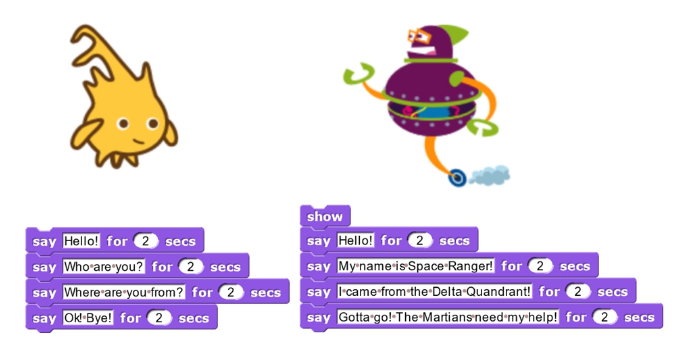 say Hello! for 2 secs
say Who are you? for 2 secs
say Where are you from? for 2 secs
say Ok! Bye! for 2 secs
show
say Hello! for 2 secs
say My name is Space Ranger! for 2 secs
say I came from the Delta Quandrant! for 2 secs
say Gotta go! The Martians need my help! for 2 secs